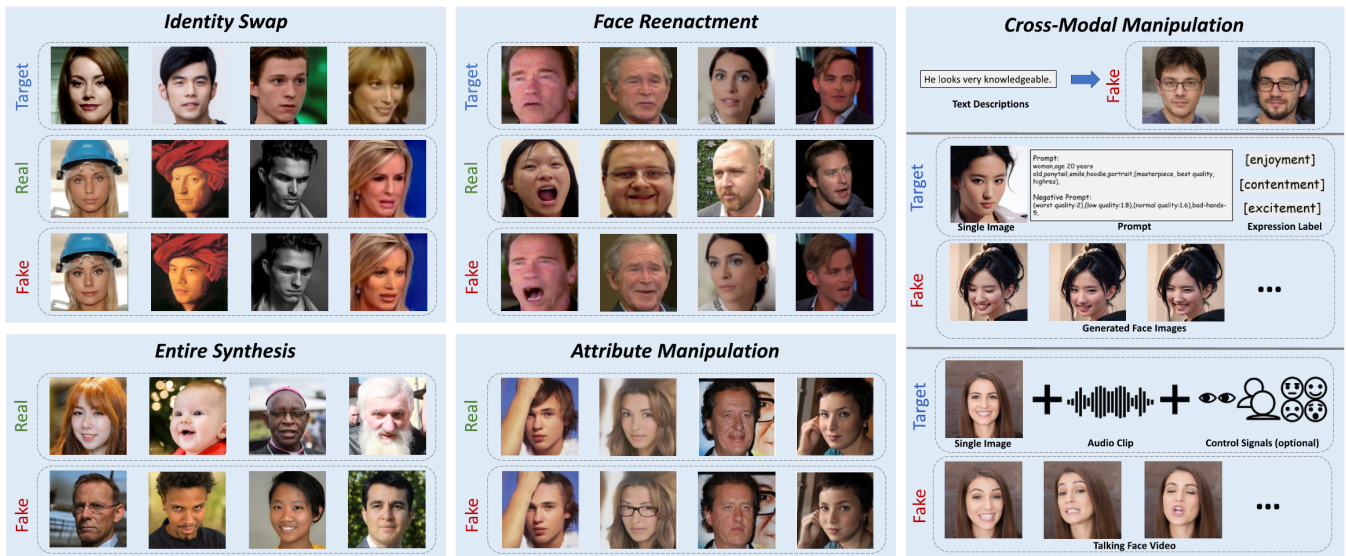 Identity Swap
Target
Real
Fake
Face Reenactment
Entire Synthesis
Real
Fake
Attribute Manipulation
Real
Fake
Cross-Modal Manipulation
He looks very knowledgeable.
Text Descriptions
Fake
Target
Single Image
Prompt:
woman,age 20 years
old,ponytail,smile,hoodie,portrait,(masterpiece, best quality,
highres),
Negative Prompt:
(worst quality:2),(low quality:1.8),(normal quality:1.6),bad-hands-
5,
Prompt
[enjoyment]
[contentment]
[excitement]
Expression Label
Fake
Generated Face Images
Target
Single Image
Audio Clip
Control Signals (optional)
Fake
Talking Face Video